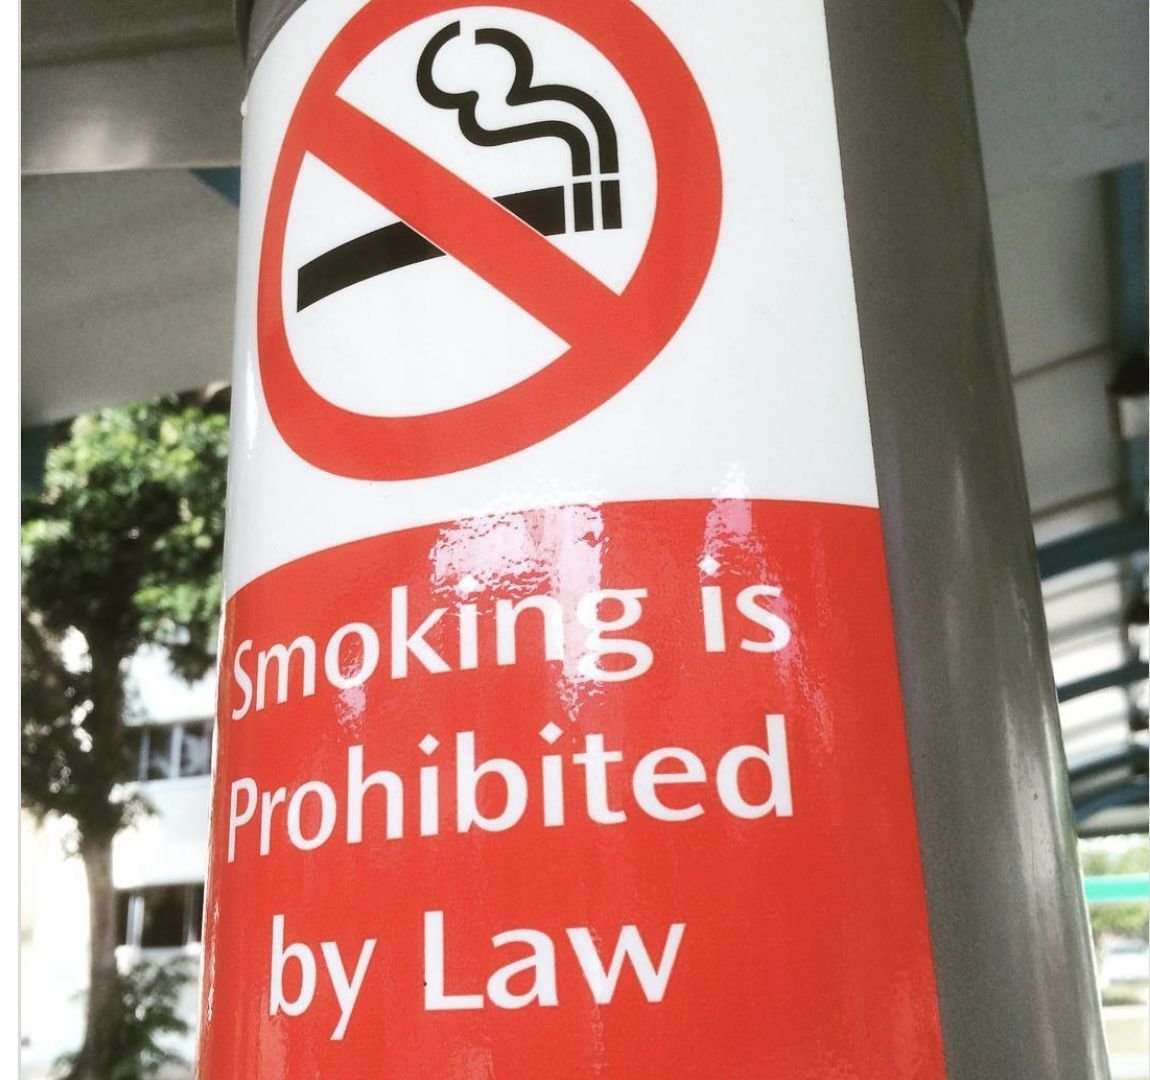 Smoking is
Prohibited
by Law